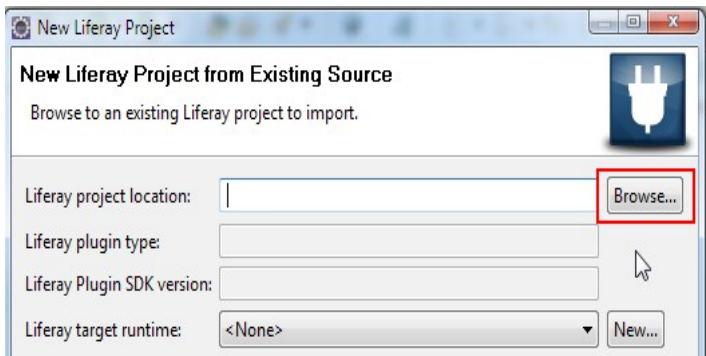 New Liferay Project
New Liferay Project from Existing Source
Browse to an existing Liferay project to import.
Liferay project location: Browse...
Liferay plugin type:
Liferay Plugin SDK version:
Liferay target runtime: <None> New...